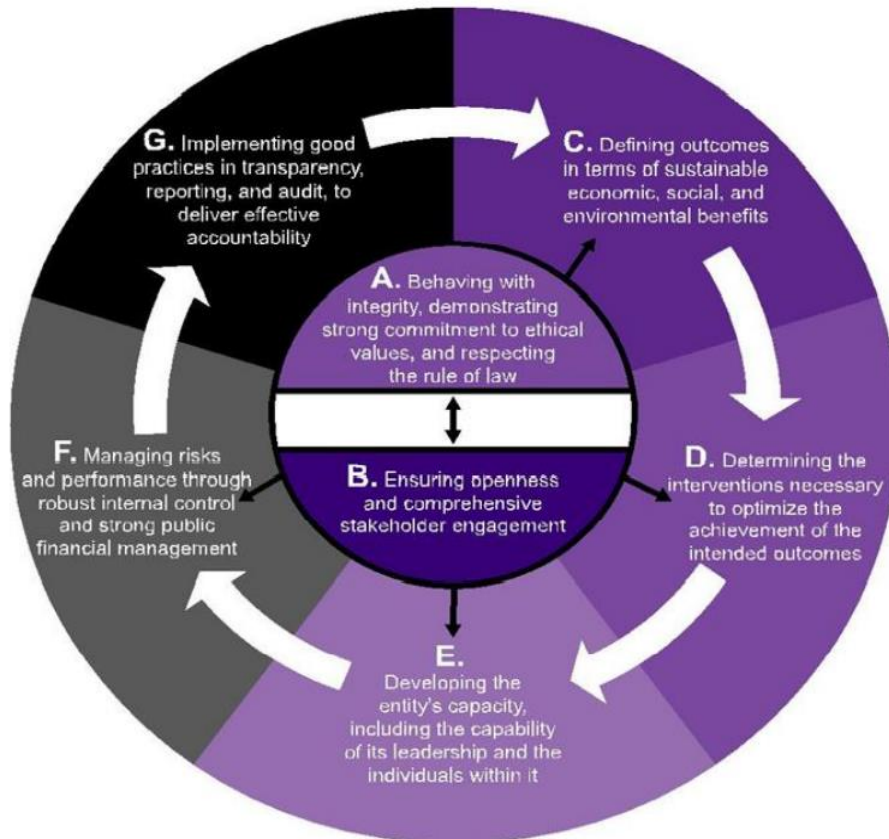 G. Implementing good
practices in transparency,
reporting, and audit, to
deliver effective
accountability
C. Defining outcomes
in terms of sustainable
economic, social, and
environmental benefits
A. Behaving with
integrity, demonstrating
strong commitment to ethical
values, and respecting
the rule of law
B. Ensuring openness
and comprehensive
stakeholder engagement
F. Managing risks
and performance through
robust internal control
and strong public
financial management
D. Determining the
interventions necessary
to optimize the
achievement of the
intended outcomes
E.
Developing the
entity's capacity,
including the capability
of its leadership and the
individuals within it